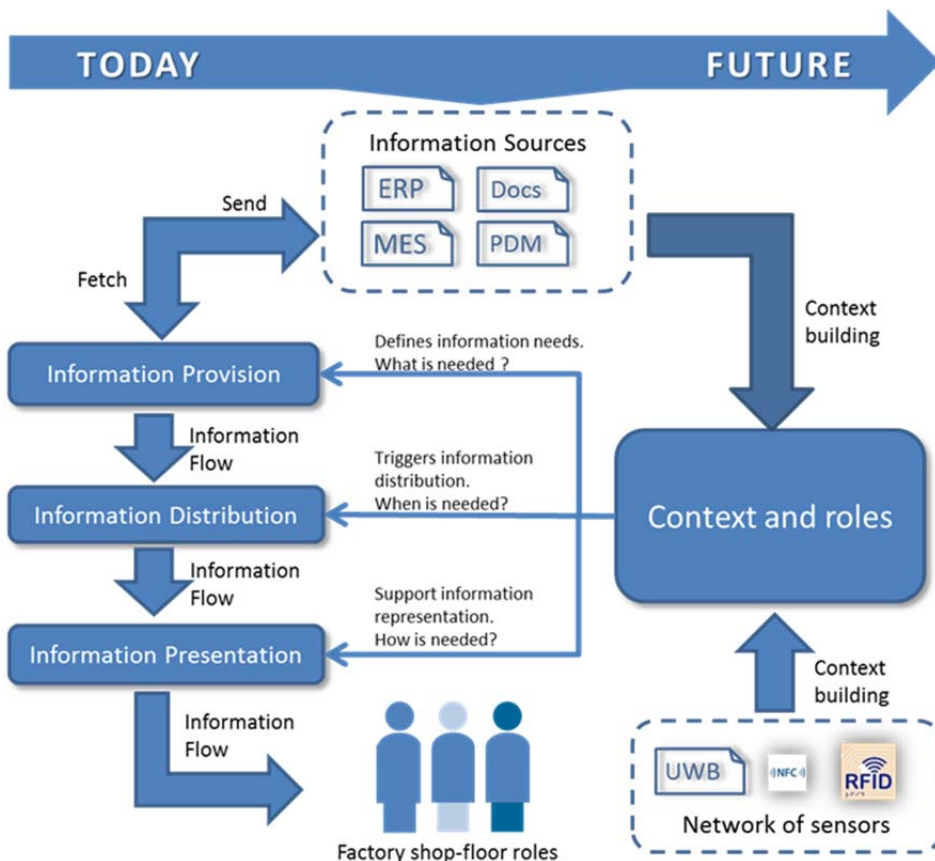 TODAY
FUTURE
Information Sources
ERP
Docs
MES
PDM
Send
Fetch
Context
building
Defines information needs.
What is needed ?
Information Provision
Information
Flow
Triggers information
distribution.
When is needed?
Information Distribution
Context and roles
Information
Flow
Support information
representation.
How is needed?
Information Presentation
Context
building
Information
Flow
UWB
NFC
RFID
Network of sensors
Factory shop-floor roles